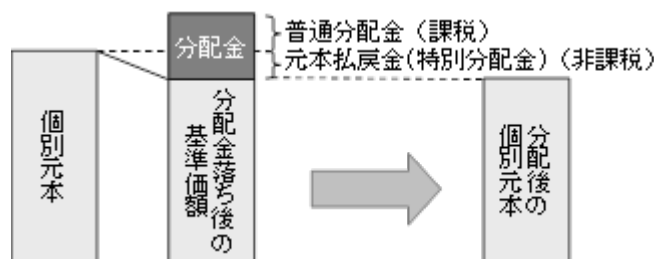 普通分配金（課税）
分配金
元本払戻金(特別分配金)（非課税）
個別元本
分配金落ち後の
基準価額
分配後の
個別元本